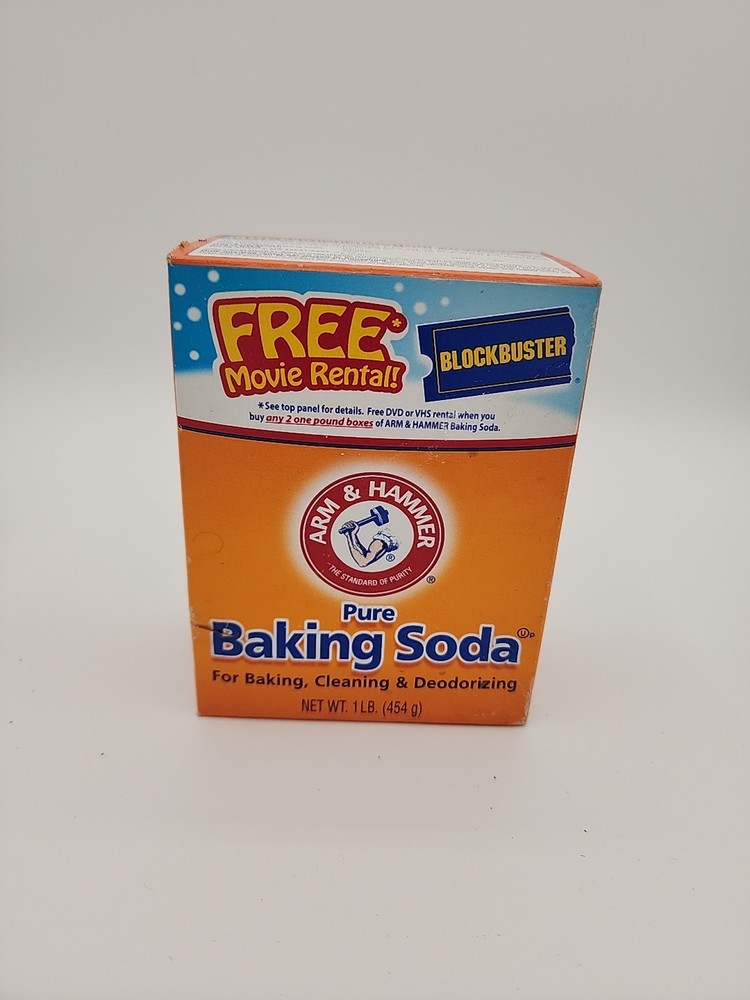 FREE*
Movie Rental!
BLOCKBUSTER®
*See top panel for details. Free DVD or VHS rental when you
buy any 2 one pound boxes of ARM & HAMMER Baking Soda.
ARM & HAMMER
®
THE STANDARD OF PURITY
®
Pure
Baking Soda ⓊP
For Baking, Cleaning & Deodorizing
NET WT. 1 LB. (454 g)